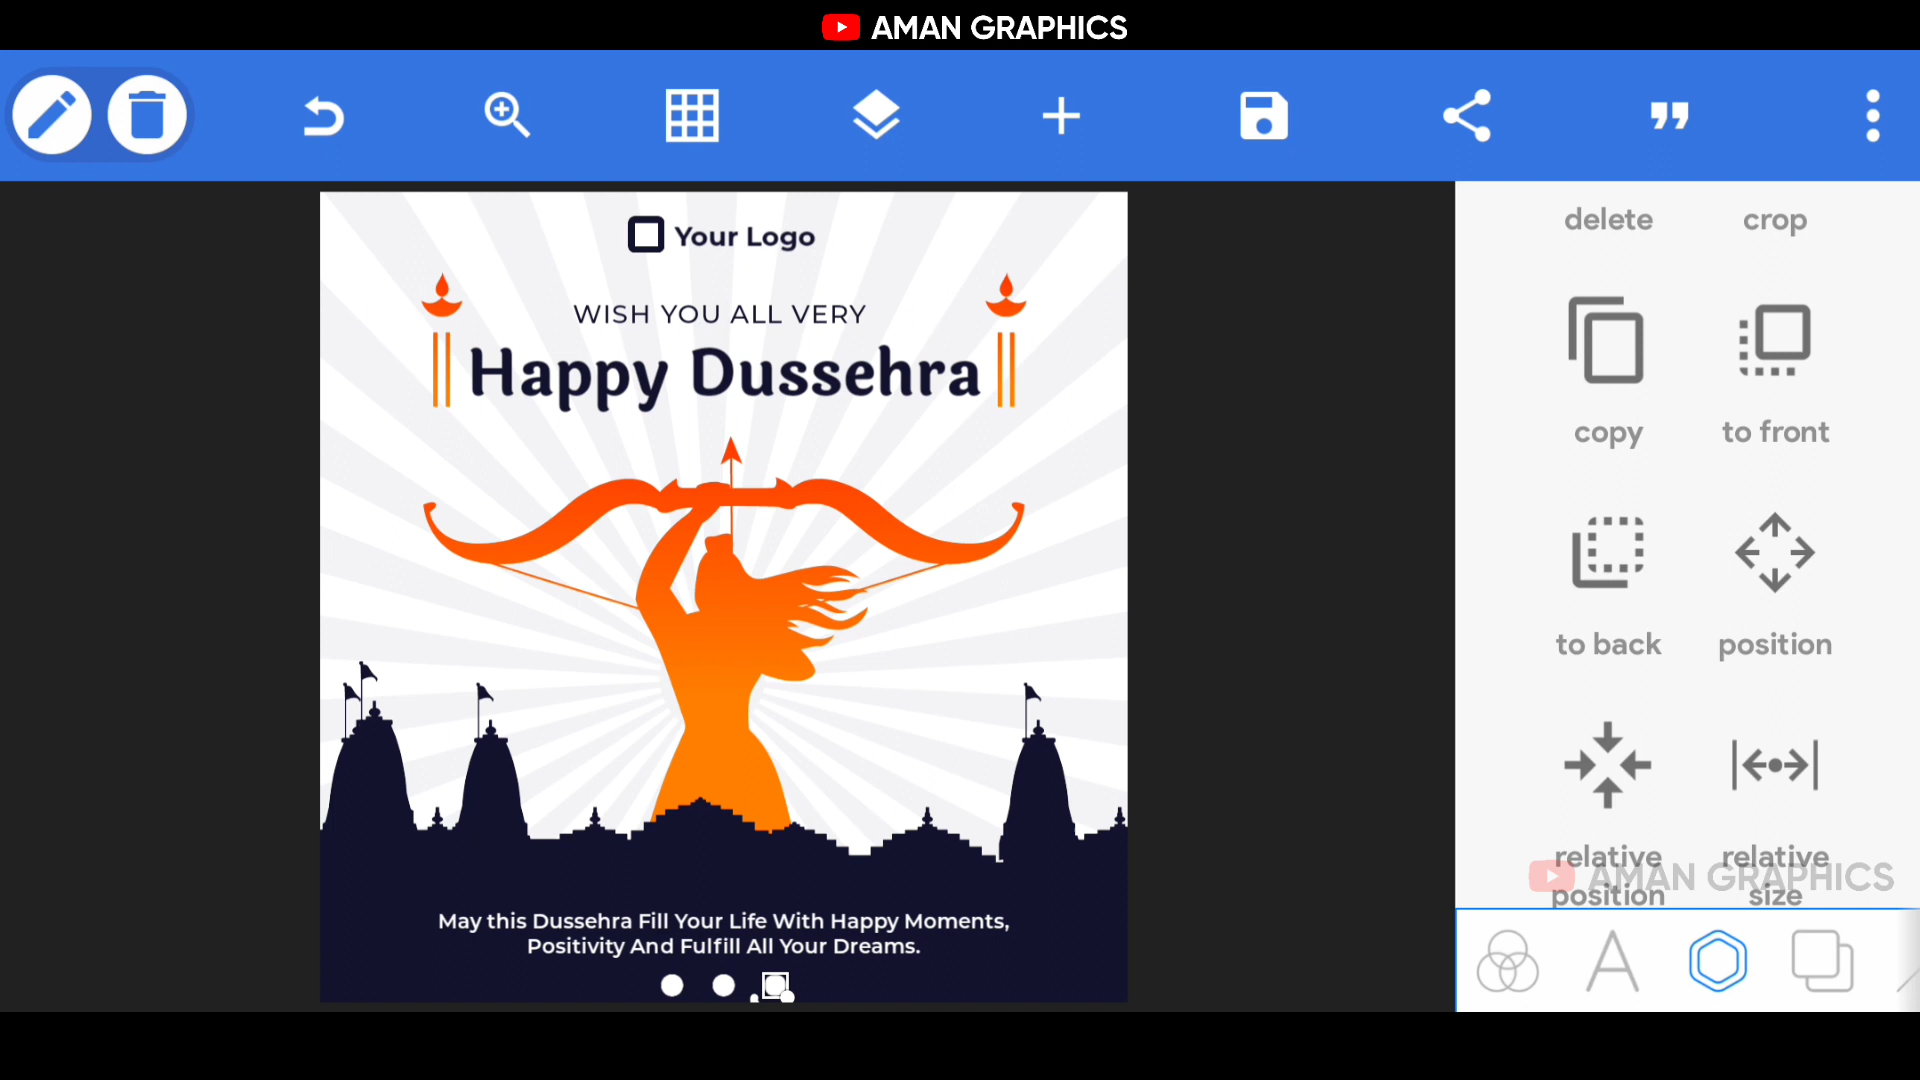 AMAN GRAPHICS
Your Logo
WISH YOU ALL VERY
Happy Dussehra
May this Dussehra Fill Your Life With Happy Moments,
Positivity And Fulfill All Your Dreams.
delete crop
copy to front
to back position
relative relative
position size
AMAN GRAPHICS
A